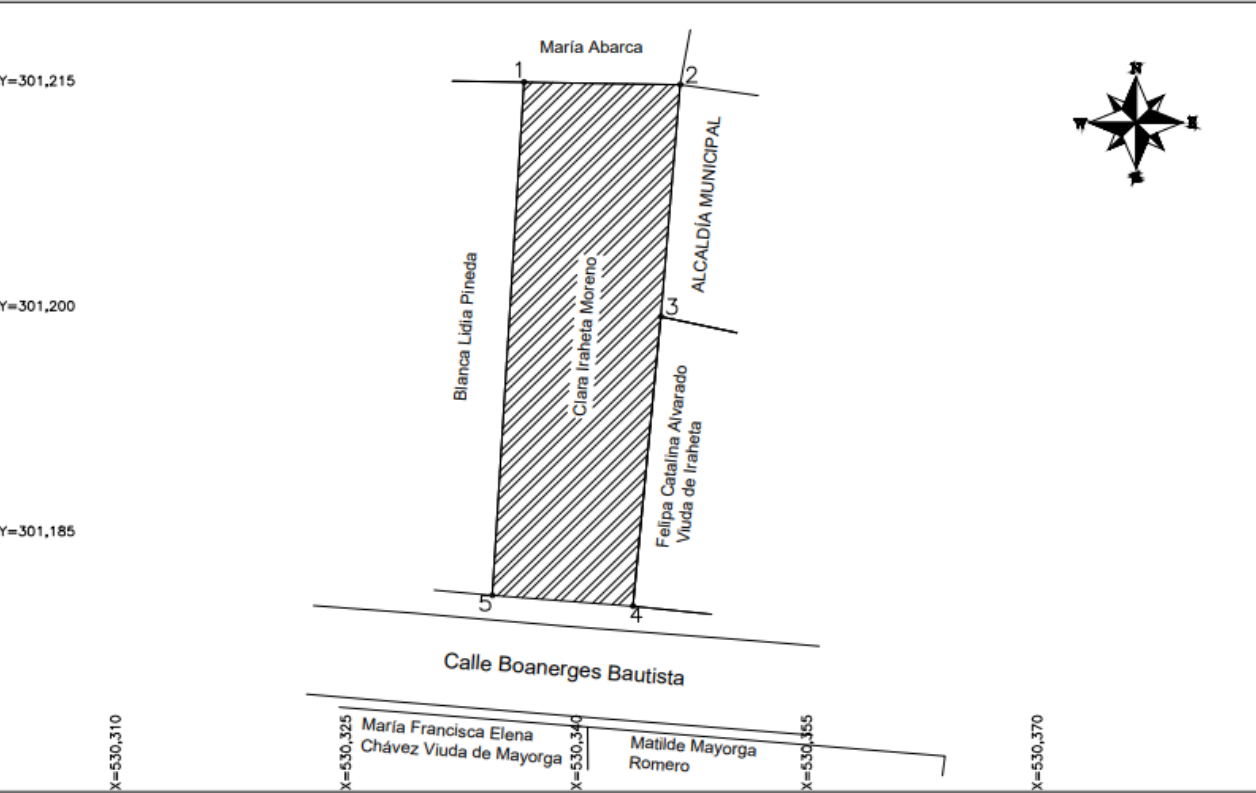 María Abarca
N
Y=301,215
1
2
W
E
S
ALCALDÍA MUNICIPAL
Blanca Lidia Pineda
Clara Iraheta Moreno
Y=301,200
3
Felipa Catalina Alvarado
Viuda de Iraheta
Y=301,185
5
4
Calle Boanerges Bautista
X=530,310
X=530,325
María Francisca Elena
Chávez Viuda de Mayorga
X=530,340
Matilde Mayorga
Romero
X=530,355
X=530,370